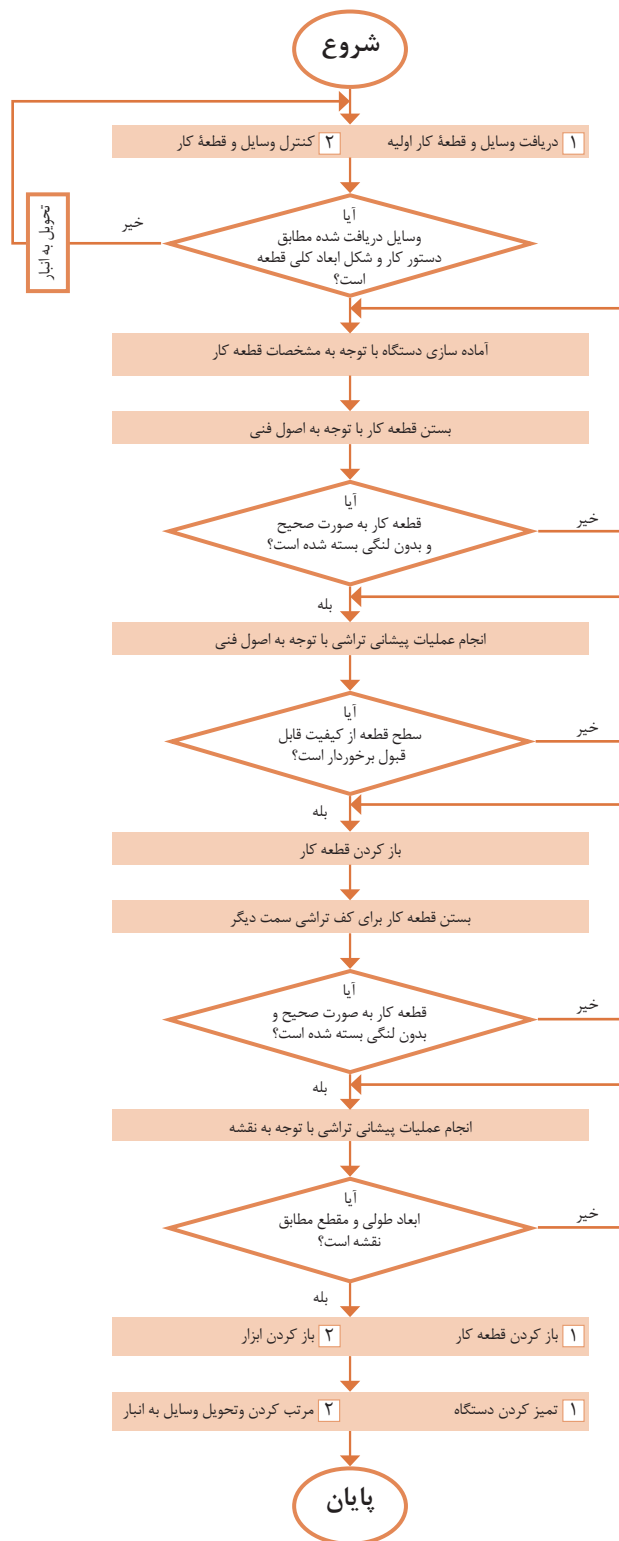 شروع
۱ دریافت وسایل و قطعهٔ کار اولیه ۲ کنترل وسایل و قطعهٔ کار
آیا
وسایل دریافت شده مطابق
دستور کار و شکل ابعاد کلی قطعه
است؟
خیر
تحویل به انبار
آماده سازی دستگاه با توجه به مشخصات قطعه کار
بستن قطعه کار با توجه به اصول فنی
آیا
قطعه کار به صورت صحیح
و بدون لنگی بسته شده است؟
خیر
بله
انجام عملیات پیشانی تراشی با توجه به اصول فنی
آیا
سطح قطعه از کیفیت قابل
قبول برخوردار است؟
خیر
بله
باز کردن قطعه کار
بستن قطعه کار برای کف تراشی سمت دیگر
آیا
قطعه کار به صورت صحیح و
بدون لنگی بسته شده است؟
خیر
بله
انجام عملیات پیشانی تراشی با توجه به نقشه
آیا
ابعاد طولی و مقطع مطابق
نقشه است؟
خیر
بله
۱ باز کردن قطعه کار ۲ باز کردن ابزار
۱ تمیز کردن دستگاه ۲ مرتب کردن وتحویل وسایل به انبار
پایان